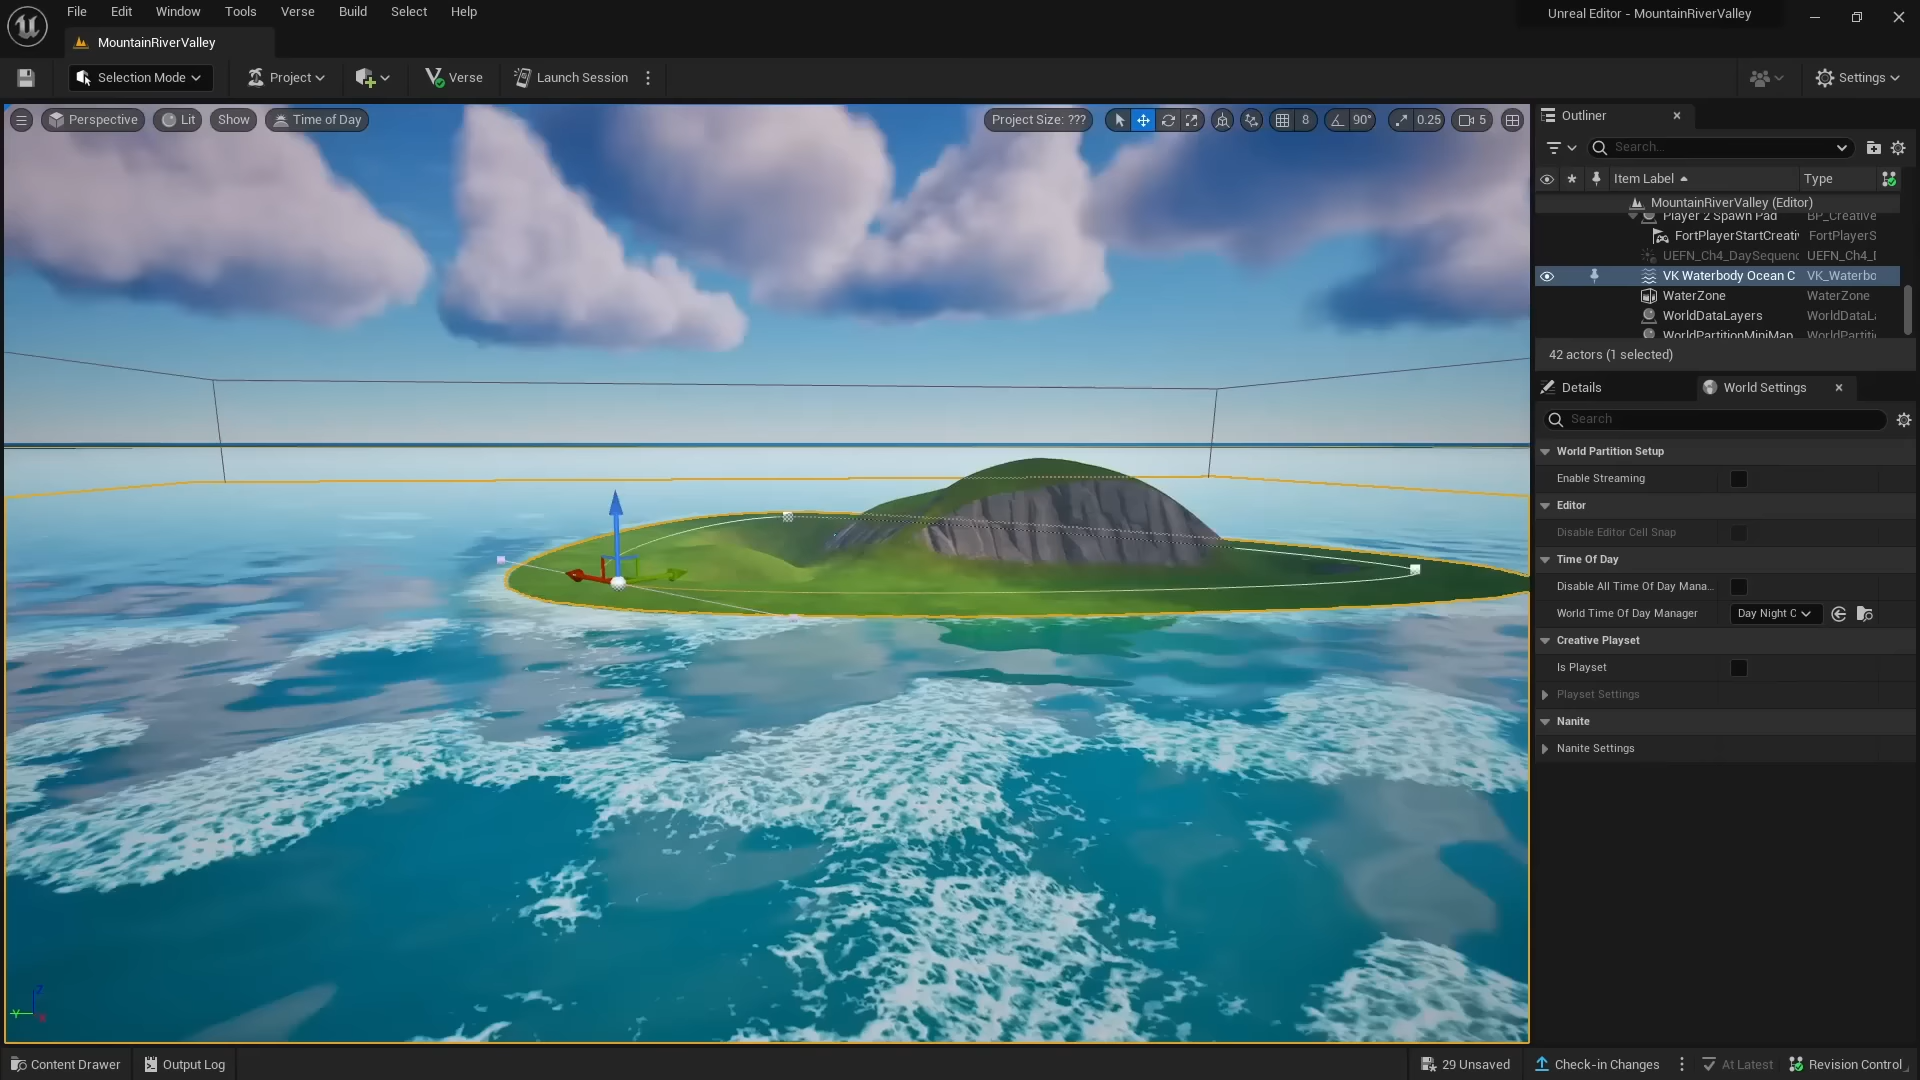 File Edit Window Tools Verse Build Select Help
Unreal Editor - MountainRiverValley
MountainRiverValley
Selection Mode
Project
Verse
Launch Session
Settings
Perspective
Lit
Show
Time of Day
Project Size: ???
8
90°
0.25
5
Outliner
Search...
Item Label
Type
MountainRiverValley (Editor)
Player 2 Spawn Pad BP_Creative
FortPlayerStartCreati FortPlayerS
UEFN_Ch4_DaySequenc UEFN_Ch4_
VK Waterbody Ocean C VK_Waterbo
WaterZone WaterZone
WorldDataLayers WorldDataL
WorldPartitionMiniMap WorldPartiti
42 actors (1 selected)
Details
World Settings
Search
World Partition Setup
Enable Streaming
Editor
Disable Editor Cell Snap
Time Of Day
Disable All Time Of Day Mana...
World Time Of Day Manager
Day Night C
Creative Playset
Is Playset
Playset Settings
Nanite
Nanite Settings
Z
Y
Content Drawer
Output Log
29 Unsaved
Check-in Changes
At Latest
Revision Control